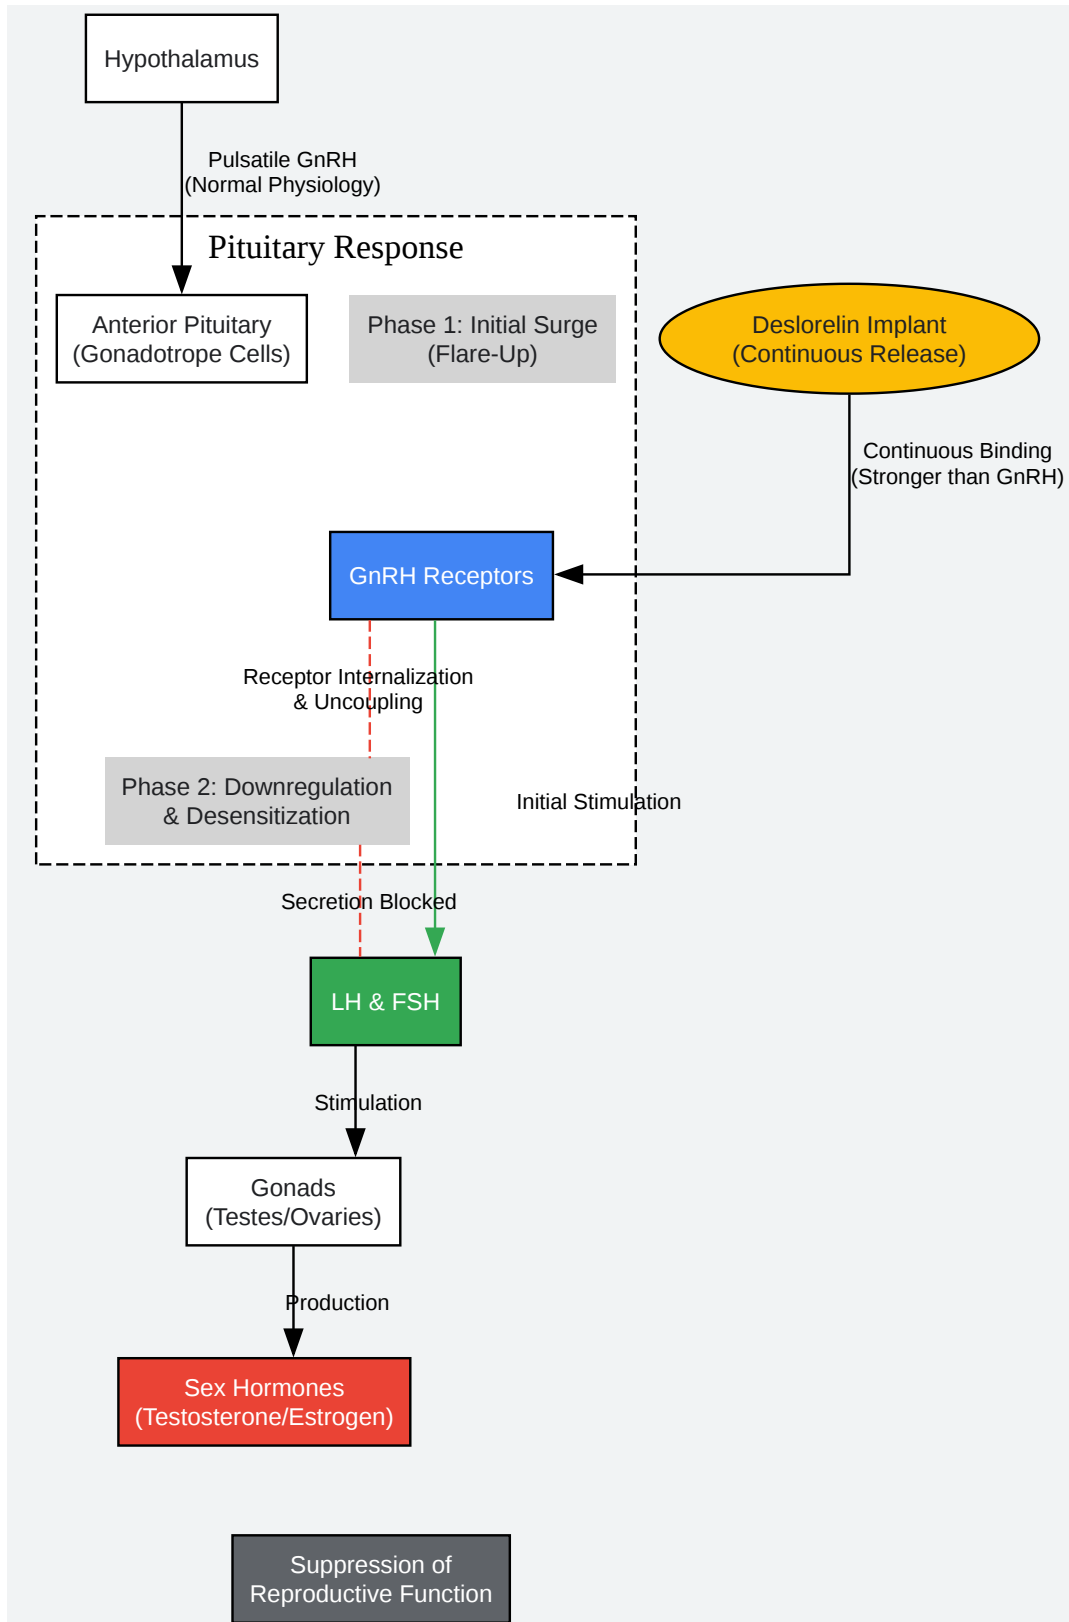 Hypothalamus
Pulsatile GnRH
(Normal Physiology)
Pituitary Response
Anterior Pituitary
(Gonadotrope Cells)
Phase 1: Initial Surge
(Flare-Up)
Deslorelin Implant
(Continuous Release)
Continuous Binding
(Stronger than GnRH)
GnRH Receptors
Receptor Internalization
& Uncoupling
Phase 2: Downregulation
& Desensitization
Initial Stimulation
Secretion Blocked
LH & FSH
Stimulation
Gonads
(Testes/Ovaries)
Production
Sex Hormones
(Testosterone/Estrogen)
Suppression of
Reproductive Function